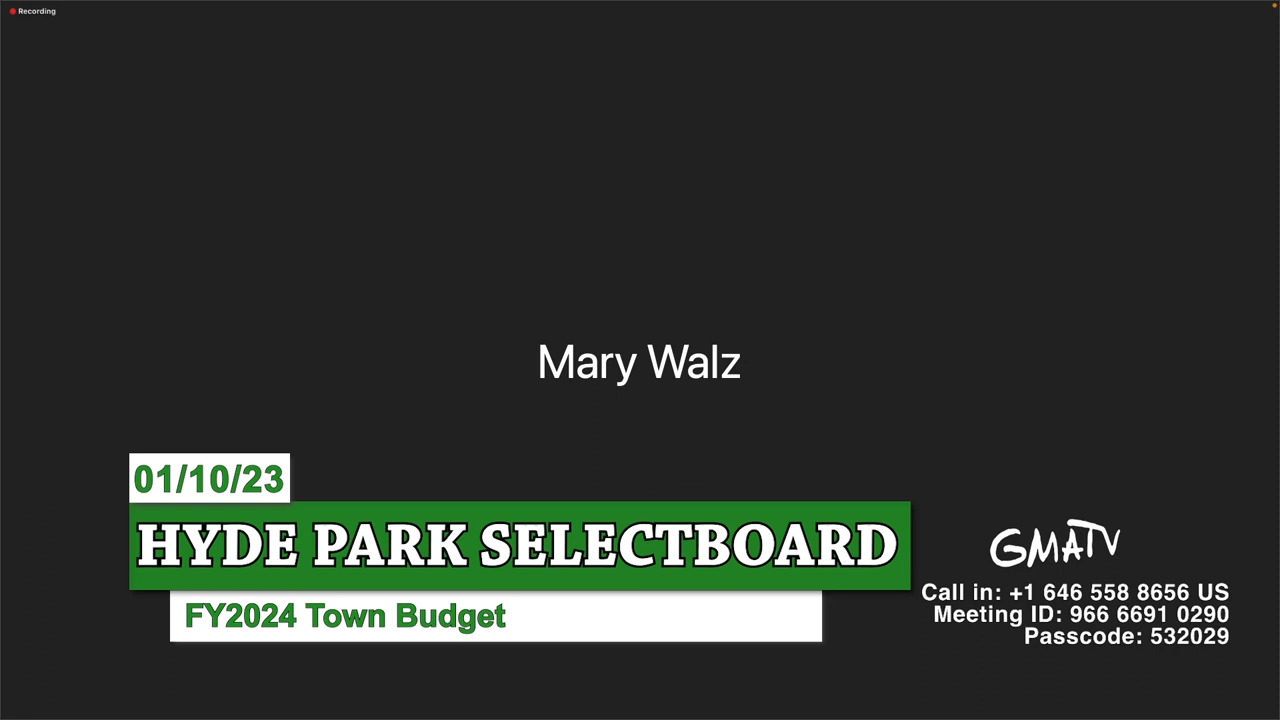 Recording
Mary Walz
01/10/23
HYDE PARK SELECTBOARD
FY2024 Town Budget
GMATV
Call in: +1 646 558 8656 US
Meeting ID: 966 6691 0290
Passcode: 532029